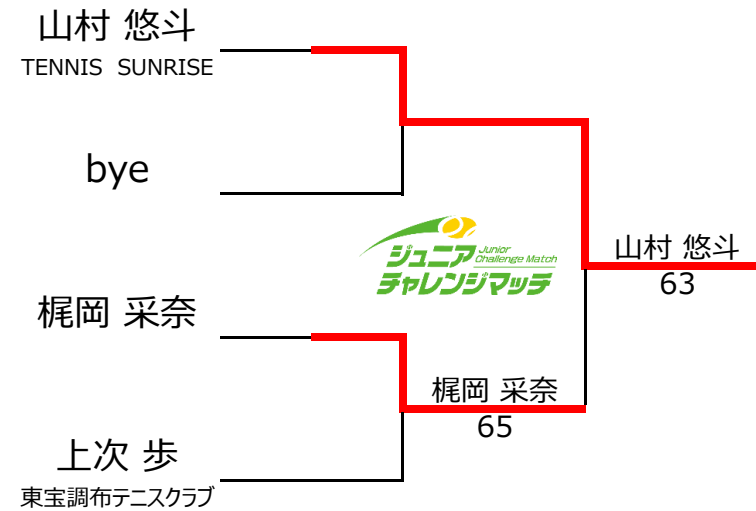 山村 悠斗
TENNIS SUNRISE
bye
ジュニア Junior Challenge Match
チャレンジマッチ
山村 悠斗
63
梶岡 采奈
梶岡 采奈
65
上次 歩
東宝調布テニスクラブ